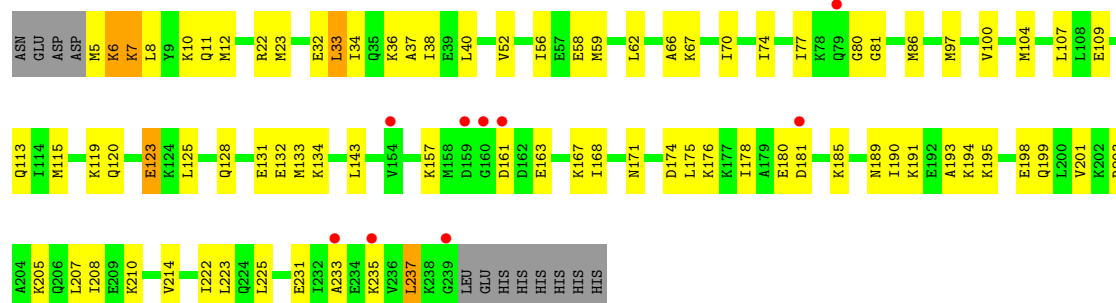 ASN GLU ASP ASP M5 K6 K7 L8 Y9 K10 Q11 M12 R22 M23 E32 L33 I34 Q35 K36 A37 I38 E39 L40 V52 I56 E57 E58 M59 L62 A66 K67 I70 I74 I77 K78 Q79 G80 G81 M86 M97 V100 M104 L107 L108 E109
Q113 I114 M115 K119 Q120 E123 K124 L125 Q128 E131 E132 M133 K134 L143 V154 K157 M158 D159 G160 D161 D162 E163 K167 I168 N171 D174 L175 K176 K177 I178 A179 E180 D181 K185 N189 I190 K191 E192 A193 K194 K195 E198 Q199 L200 V201 K202
A204 K205 Q206 L207 I208 E209 K210 V214 I222 L223 Q224 L225 E231 I232 A233 E234 K235 V236 L237 K238 G239 LEU GLU HIS HIS HIS HIS HIS HIS